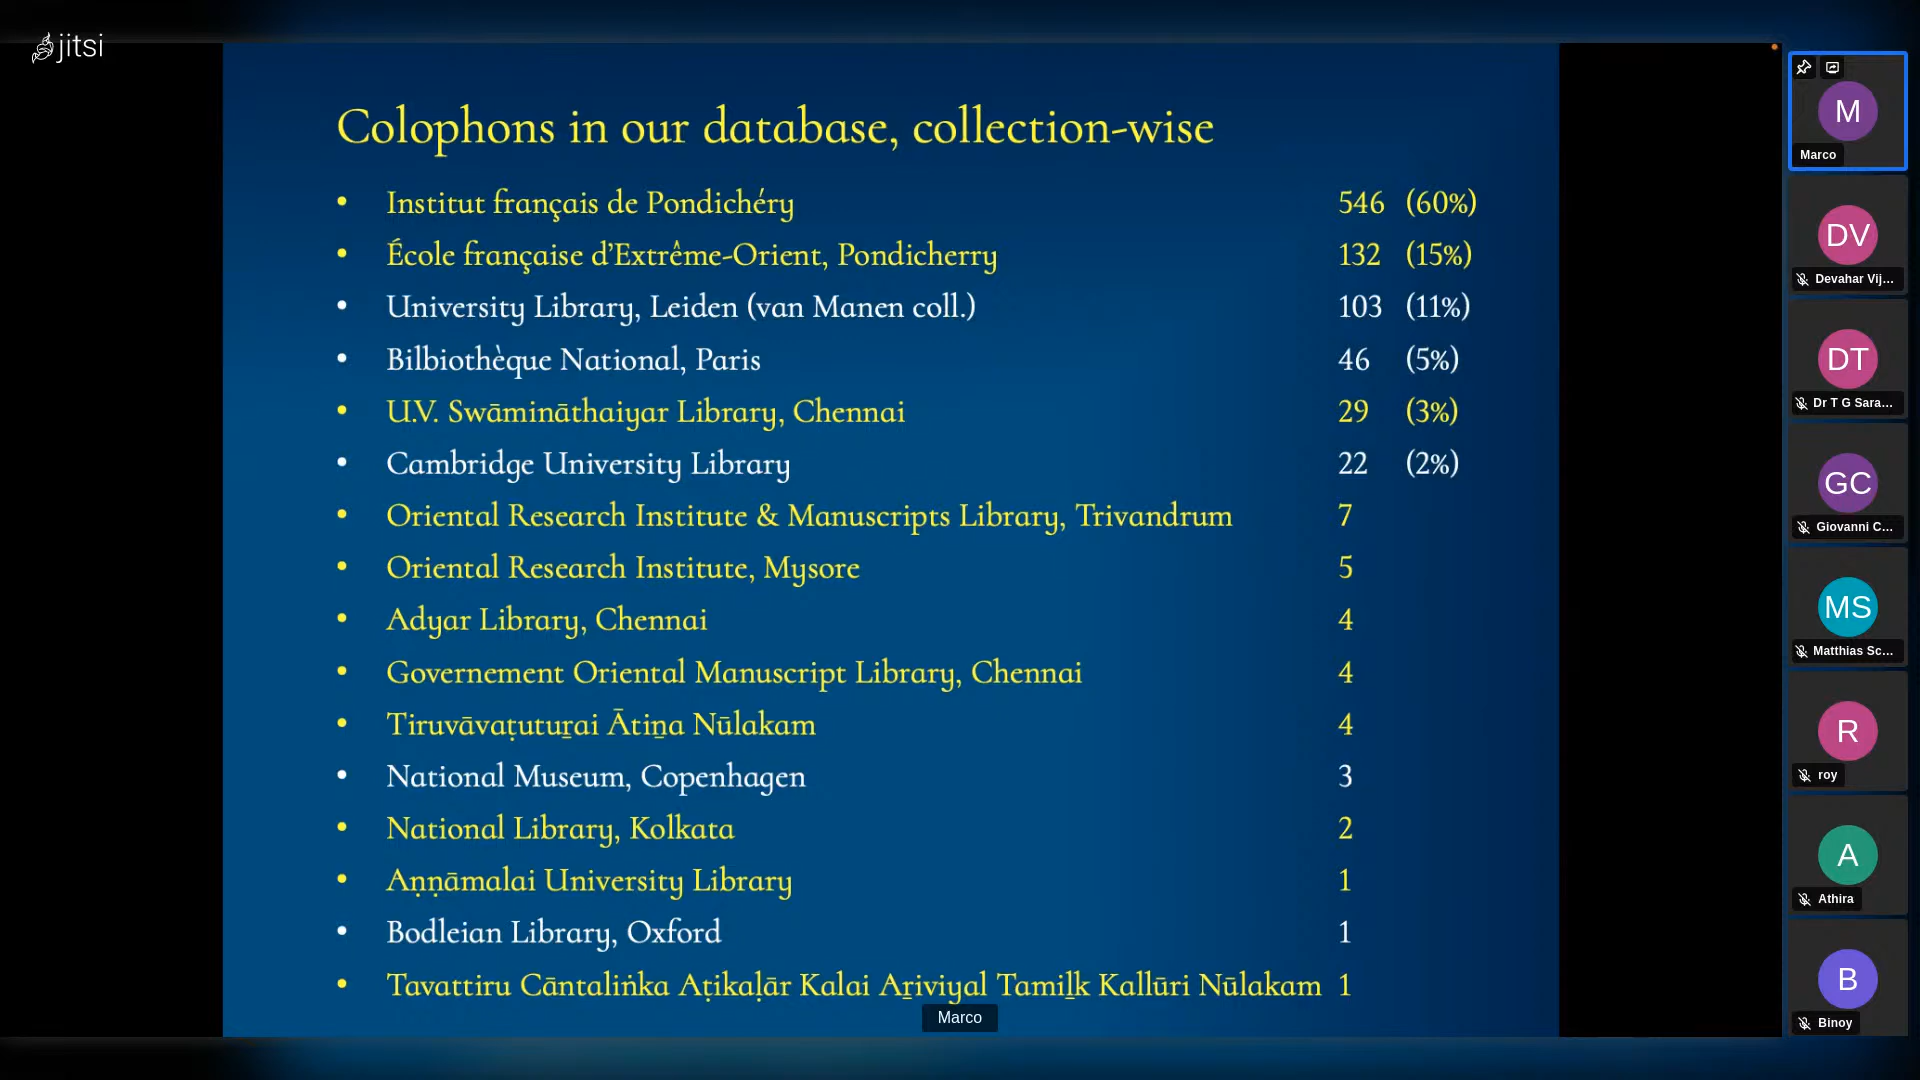 jitsi
Colophons in our database, collection-wise
• Institut français de Pondichéry 546 (60%)
• École française d’Extrême-Orient, Pondicherry 132 (15%)
• University Library, Leiden (van Manen coll.) 103 (11%)
• Bilbiothèque National, Paris 46 (5%)
• U.V. Swāmināthaiyar Library, Chennai 29 (3%)
• Cambridge University Library 22 (2%)
• Oriental Research Institute & Manuscripts Library, Trivandrum 7
• Oriental Research Institute, Mysore 5
• Adyar Library, Chennai 4
• Governement Oriental Manuscript Library, Chennai 4
• Tiruvāvaṭutuṟai Ātiṉa Nūlakam 4
• National Museum, Copenhagen 3
• National Library, Kolkata 2
• Aṇṇāmalai University Library 1
• Bodleian Library, Oxford 1
• Tavattiru Cāntaliṅka Aṭikaḷār Kalai Aṟiviyal Tamiḻk Kallūri Nūlakam 1
Marco
M
Marco
DV
Devahar Vij...
DT
Dr T G Sara...
GC
Giovanni C...
MS
Matthias Sc...
R
roy
A
Athira
B
Binoy